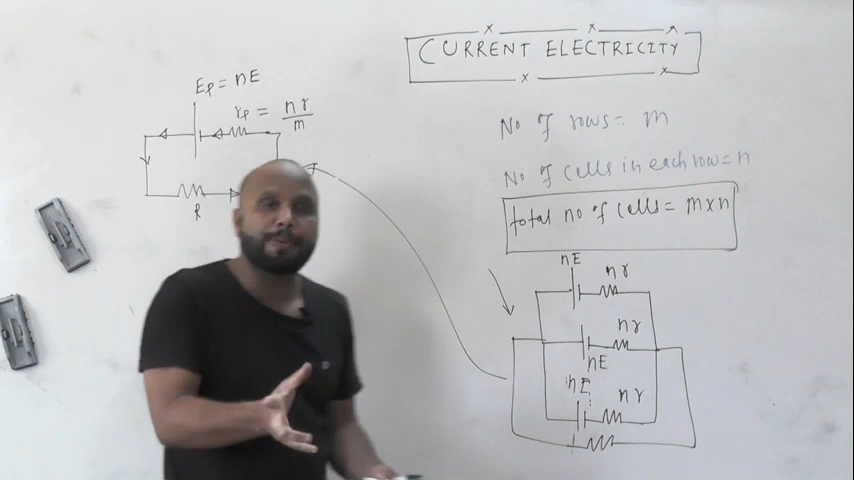 CURRENT ELECTRICITY
No of rows = m
No of cells in each row = n
total no of cells = m x n
Ep = nE
rp = nr/m
R
nE nr
nr
nE
nE
nr